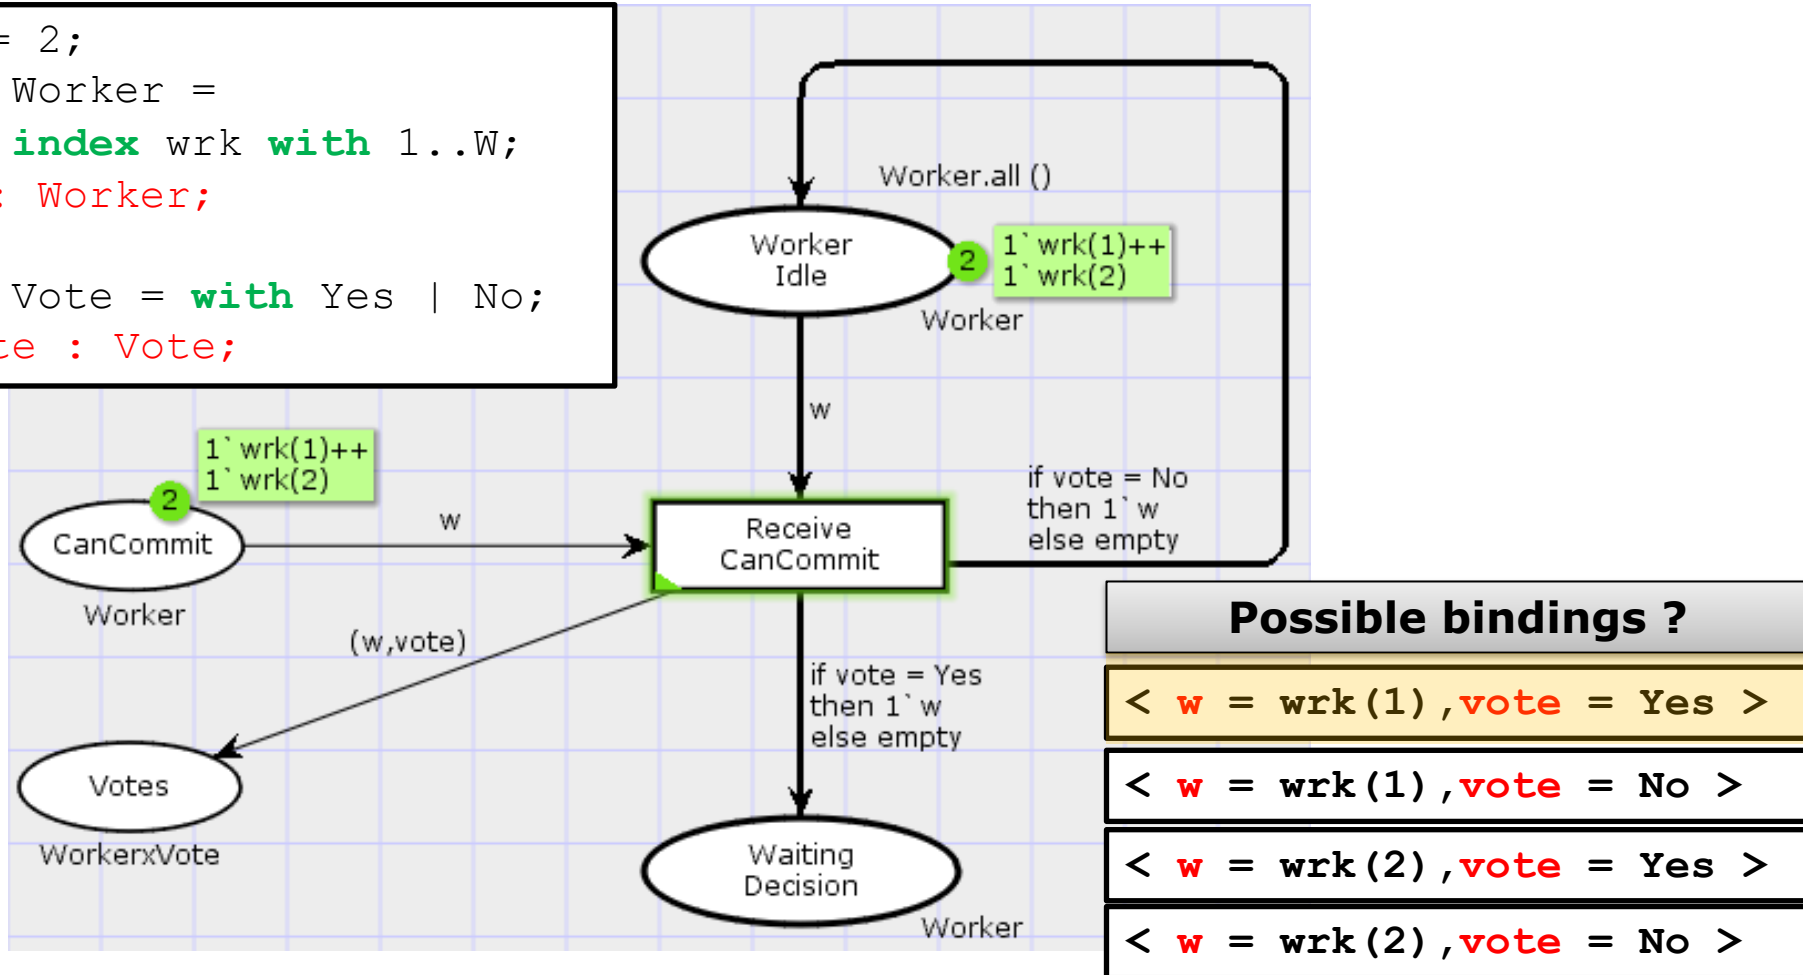 = 2;
Worker =
index wrk with 1..W;
: Worker;
Vote = with Yes | No;
te : Vote;
Worker.all ()
Worker
Idle
2
1`wrk(1)++
1`wrk(2)
Worker
w
1`wrk(1)++
1`wrk(2)
2
CanCommit
Worker
w
Receive
CanCommit
if vote = No
then 1`w
else empty
(w,vote)
if vote = Yes
then 1`w
else empty
Votes
WorkerxVote
Waiting
Decision
Worker
Possible bindings ?
< w = wrk(1),vote = Yes >
< w = wrk(1),vote = No >
< w = wrk(2),vote = Yes >
< w = wrk(2),vote = No >